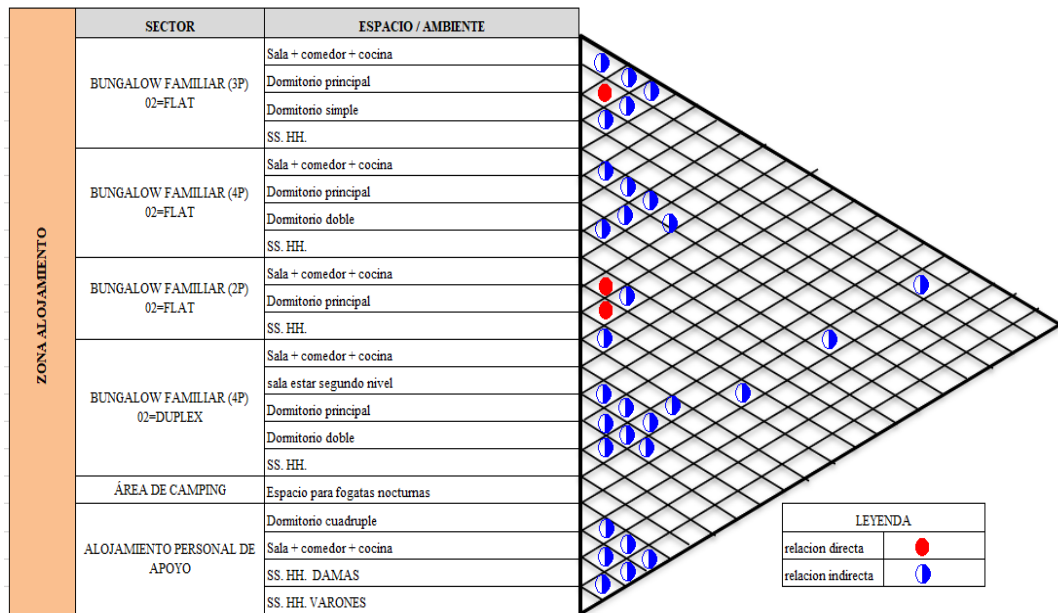 SECTOR
ESPACIO / AMBIENTE
ZONA ALOJAMIENTO
BUNGALOW FAMILIAR (3P)
02=FLAT
Sala + comedor + cocina
Dormitorio principal
Dormitorio simple
SS. HH.
BUNGALOW FAMILIAR (4P)
02=FLAT
Sala + comedor + cocina
Dormitorio principal
Dormitorio doble
SS. HH.
BUNGALOW FAMILIAR (2P)
02=FLAT
Sala + comedor + cocina
Dormitorio principal
SS. HH.
BUNGALOW FAMILIAR (4P)
02=DUPLEX
Sala + comedor + cocina
sala estar segundo nivel
Dormitorio principal
Dormitorio doble
SS. HH.
ÁREA DE CAMPING
Espacio para fogatas nocturnas
ALOJAMIENTO PERSONAL DE
APOYO
Dormitorio cuadruple
Sala + comedor + cocina
SS. HH. DAMAS
SS. HH. VARONES
LEYENDA
relacion directa
relacion indirecta